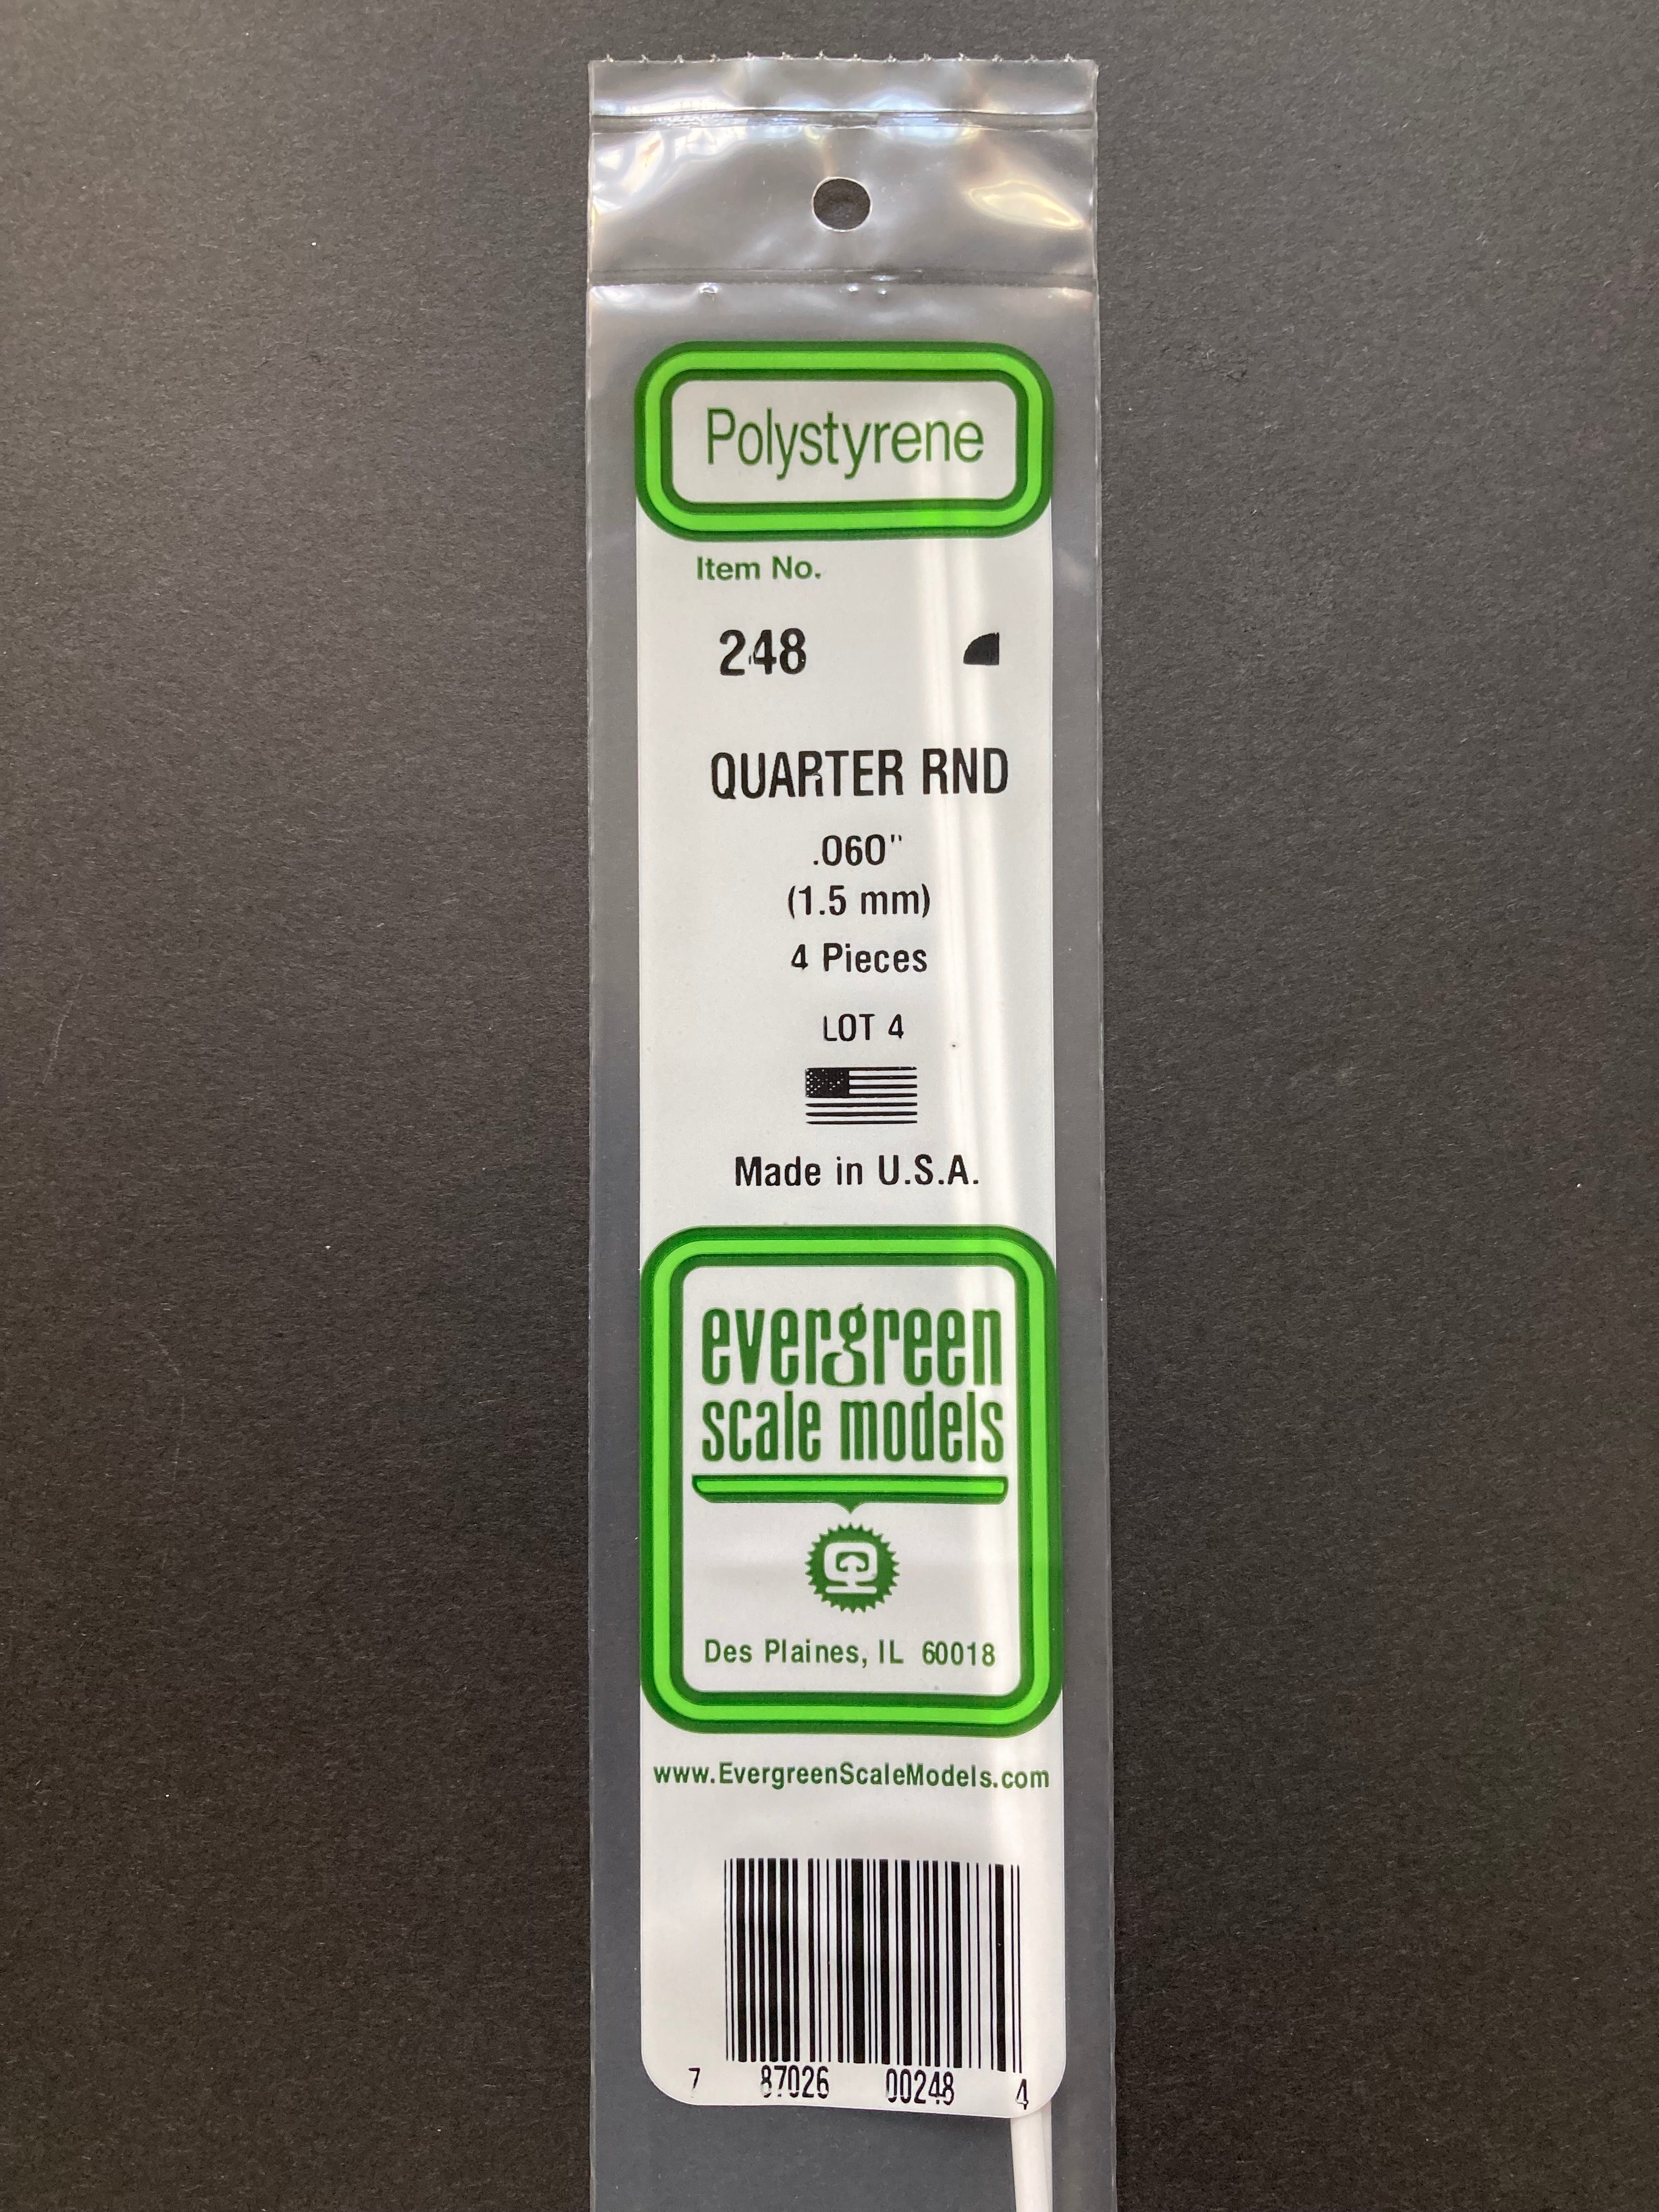 Polystyrene
Item No.
248
QUARTER RND
.060"
(1.5 mm)
4 Pieces
LOT 4
Made in U.S.A.
evergreen
scale models
Des Plaines, IL 60018
www.EvergreenScaleModels.com
7 87026 00248 4